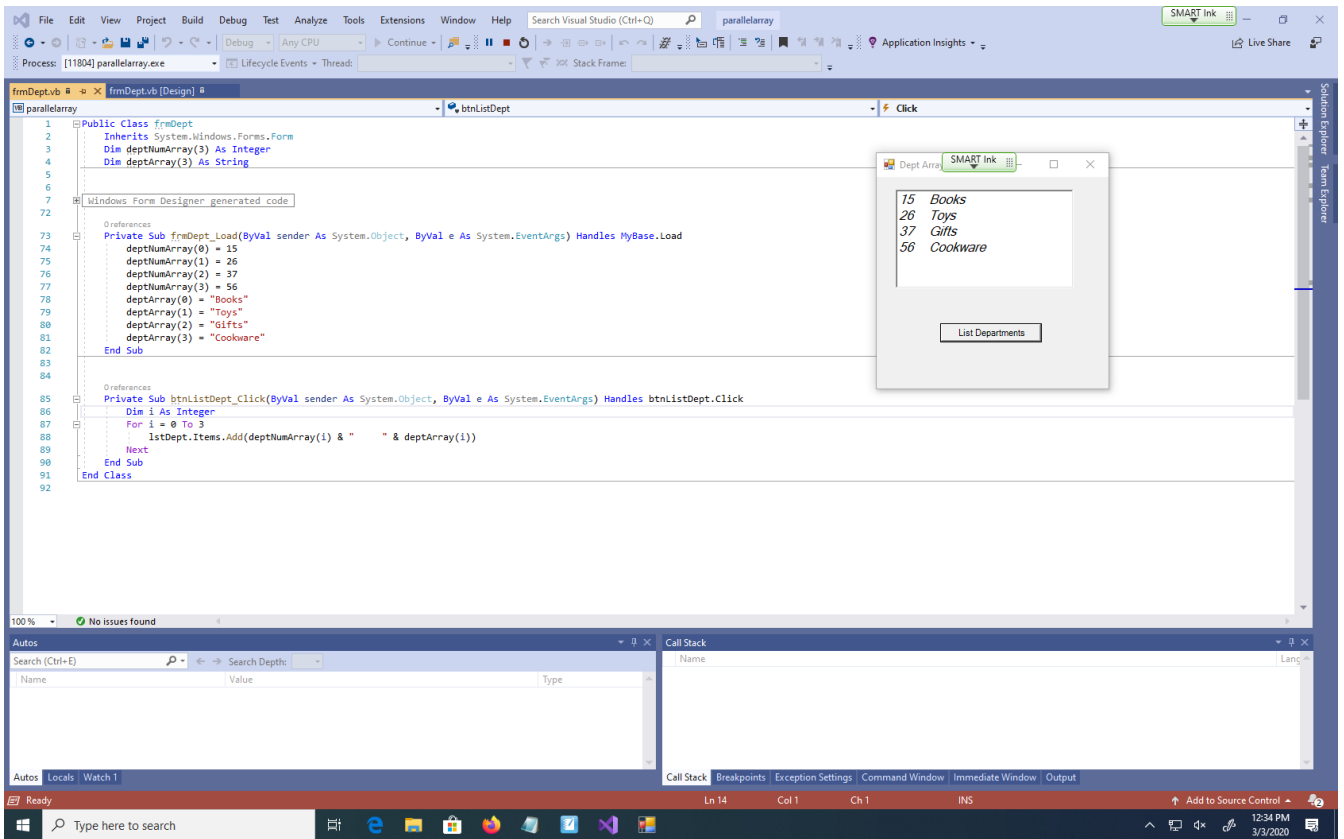 File Edit View Project Build Debug Test Analyze Tools Extensions Window Help Search Visual Studio (Ctrl+Q) parallelarray SMART Ink
Debug Any CPU Continue Application Insights Live Share
Process: [11804] parallelarray.exe Lifecycle Events Thread: Stack Frame:
frmDept.vb frmDept.vb [Design]
VB parallelarray btnListDept Click
1 Public Class frmDept
2 Inherits System.Windows.Forms.Form
3 Dim deptNumArray(3) As Integer
4 Dim deptArray(3) As String
5
6
7 Windows Form Designer generated code
72
0 references
73 Private Sub frmDept_Load(ByVal sender As System.Object, ByVal e As System.EventArgs) Handles MyBase.Load
74 deptNumArray(0) = 15
75 deptNumArray(1) = 26
76 deptNumArray(2) = 37
77 deptNumArray(3) = 56
78 deptArray(0) = "Books"
79 deptArray(1) = "Toys"
80 deptArray(2) = "Gifts"
81 deptArray(3) = "Cookware"
82 End Sub
83
84
0 references
85 Private Sub btnListDept_Click(ByVal sender As System.Object, ByVal e As System.EventArgs) Handles btnListDept.Click
86 Dim i As Integer
87 For i = 0 To 3
88 lstDept.Items.Add(deptNumArray(i) & "     " & deptArray(i))
89 Next
90 End Sub
91 End Class
92
Dept Array SMART Ink
15 Books
26 Toys
37 Gifts
56 Cookware
List Departments
Solution Explorer
Team Explorer
100 % No issues found
Autos
Search (Ctrl+E) Search Depth:
Name Value Type
Autos Locals Watch 1
Call Stack
Name Lang
Call Stack Breakpoints Exception Settings Command Window Immediate Window Output
Ready Ln 14 Col 1 Ch 1 INS Add to Source Control 2
Type here to search 12:34 PM
3/3/2020